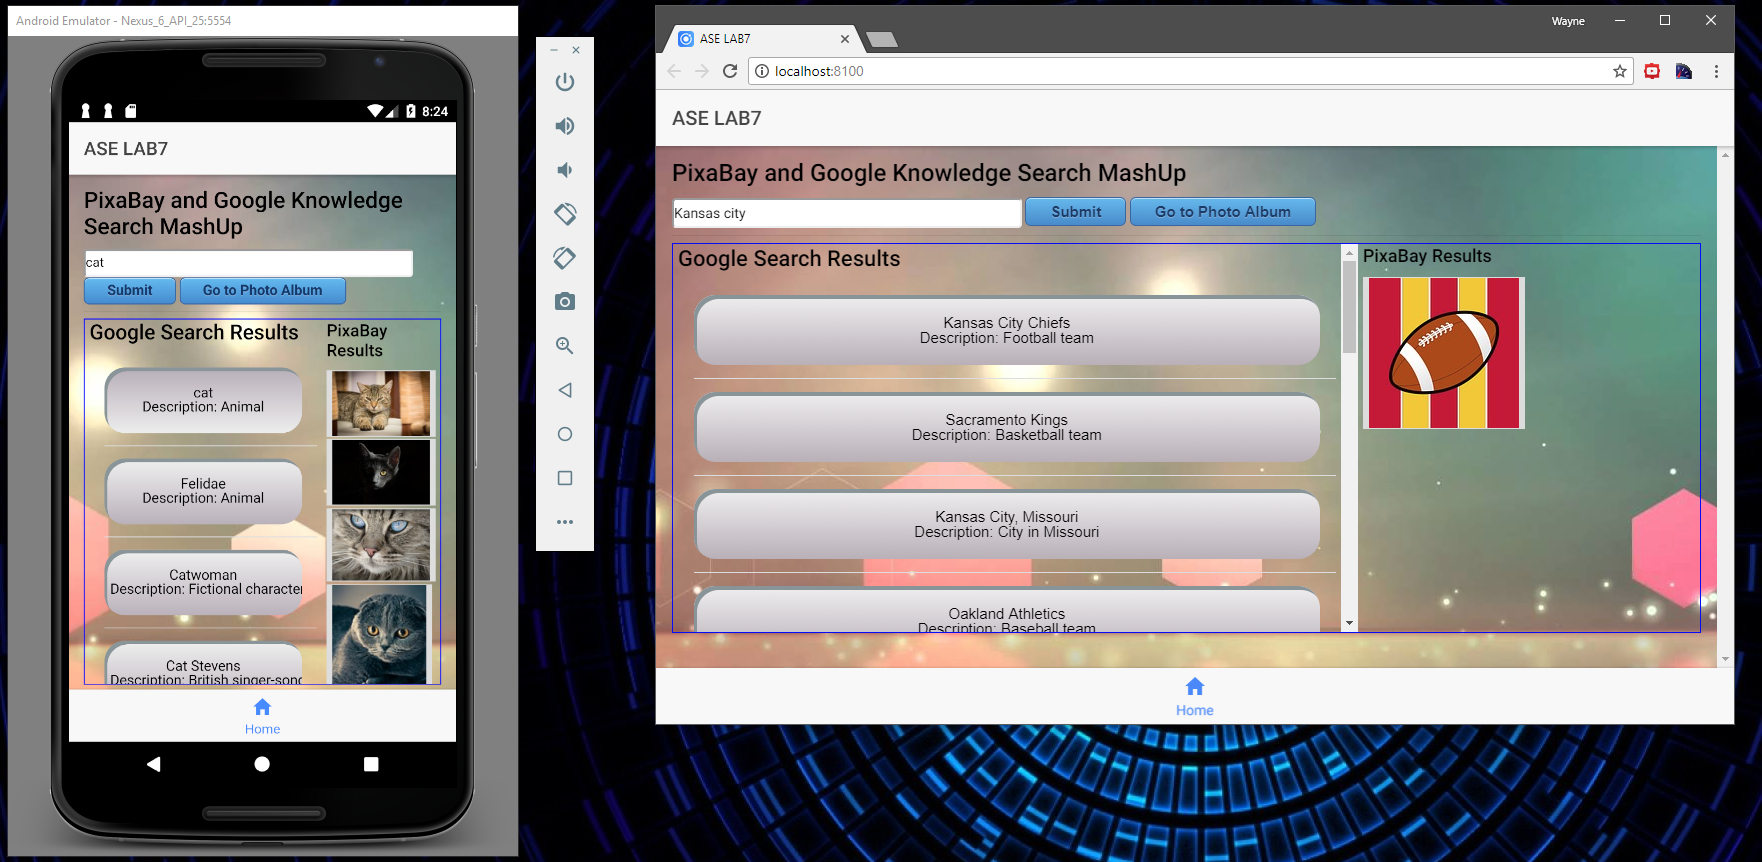 Android Emulator - Nexus_6_API_25:5554
8:24
ASE LAB7
PixaBay and Google Knowledge
Search MashUp
cat
Submit
Go to Photo Album
Google Search Results
PixaBay
Results
cat
Description: Animal
Felidae
Description: Animal
Catwoman
Description: Fictional character
Cat Stevens
Description: British singer-song
Home
Wayne
ASE LAB7
localhost:8100
ASE LAB7
PixaBay and Google Knowledge Search MashUp
Kansas city
Submit
Go to Photo Album
Google Search Results
PixaBay Results
Kansas City Chiefs
Description: Football team
Sacramento Kings
Description: Basketball team
Kansas City, Missouri
Description: City in Missouri
Oakland Athletics
Description: Baseball team
Home